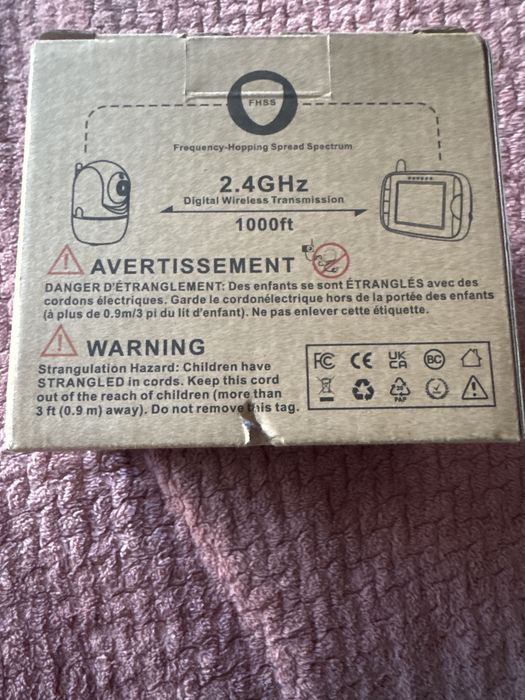 FHSS
Frequency-Hopping Spread Spectrum
2.4GHz
Digital Wireless Transmission
1000ft
AVERTISSEMENT
DANGER D'ÉTRANGLEMENT: Des enfants se sont ÉTRANGLÉS avec des
cordons électriques. Garde le cordonélectrique hors de la portée des enfants
(à plus de 0.9m/3 pi du lit d'enfant). Ne pas enlever cette étiquette.
WARNING
Strangulation Hazard: Children have
STRANGLED in cords. Keep this cord
out of the reach of children (more than
3 ft (0.9 m) away). Do not remove this tag.
FC CE UK CA BC
PAP